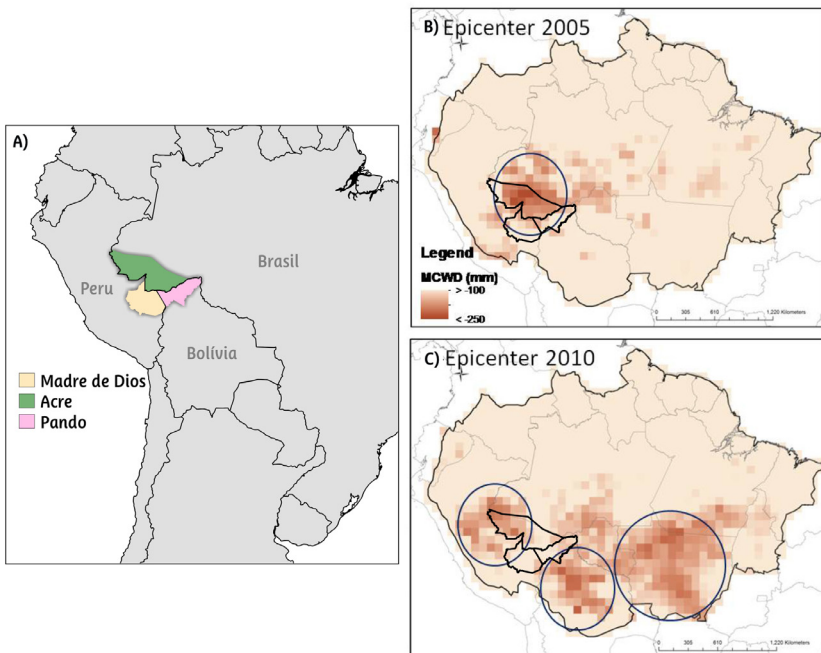 A)
Brasil
Peru
Bolívia
Madre de Dios
Acre
Pando
B) Epicenter 2005
Legend
MCWD (mm)
> -100
< -250
0 305 610 1,220 Kilometers
C) Epicenter 2010
0 305 610 1,220 Kilometers